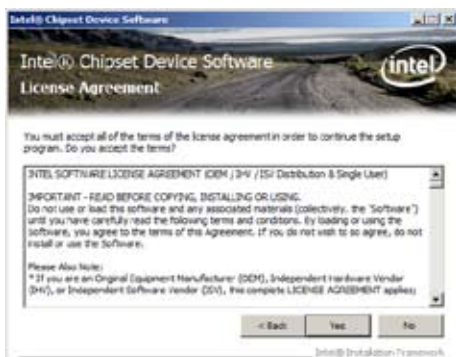 Intel® Chipset Device Software
Intel® Chipset Device Software
intel
License Agreement
You must accept all of the terms of the license agreement in order to continue the setup
program. Do you accept the terms?
INTEL SOFTWARE LICENSE AGREEMENT (OEM / IHV / ISV Distribution & Single User)
IMPORTANT - READ BEFORE COPYING, INSTALLING OR USING.
Do not use or load this software and any associated materials (collectively, the "Software")
until you have carefully read the following terms and conditions. By loading or using the
Software, you agree to the terms of this Agreement. If you do not wish to so agree, do not
install or use the Software.
Please Also Note:
* If you are an Original Equipment Manufacturer (OEM), Independent Hardware Vendor
(IHV), or Independent Software Vendor (ISV), this complete LICENSE AGREEMENT applies;
< Back
Yes
No
Intel® Installation Framework